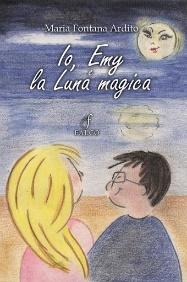 Maria Fontana Ardito
Io, Emy
e
la Luna magica
f
FALCO